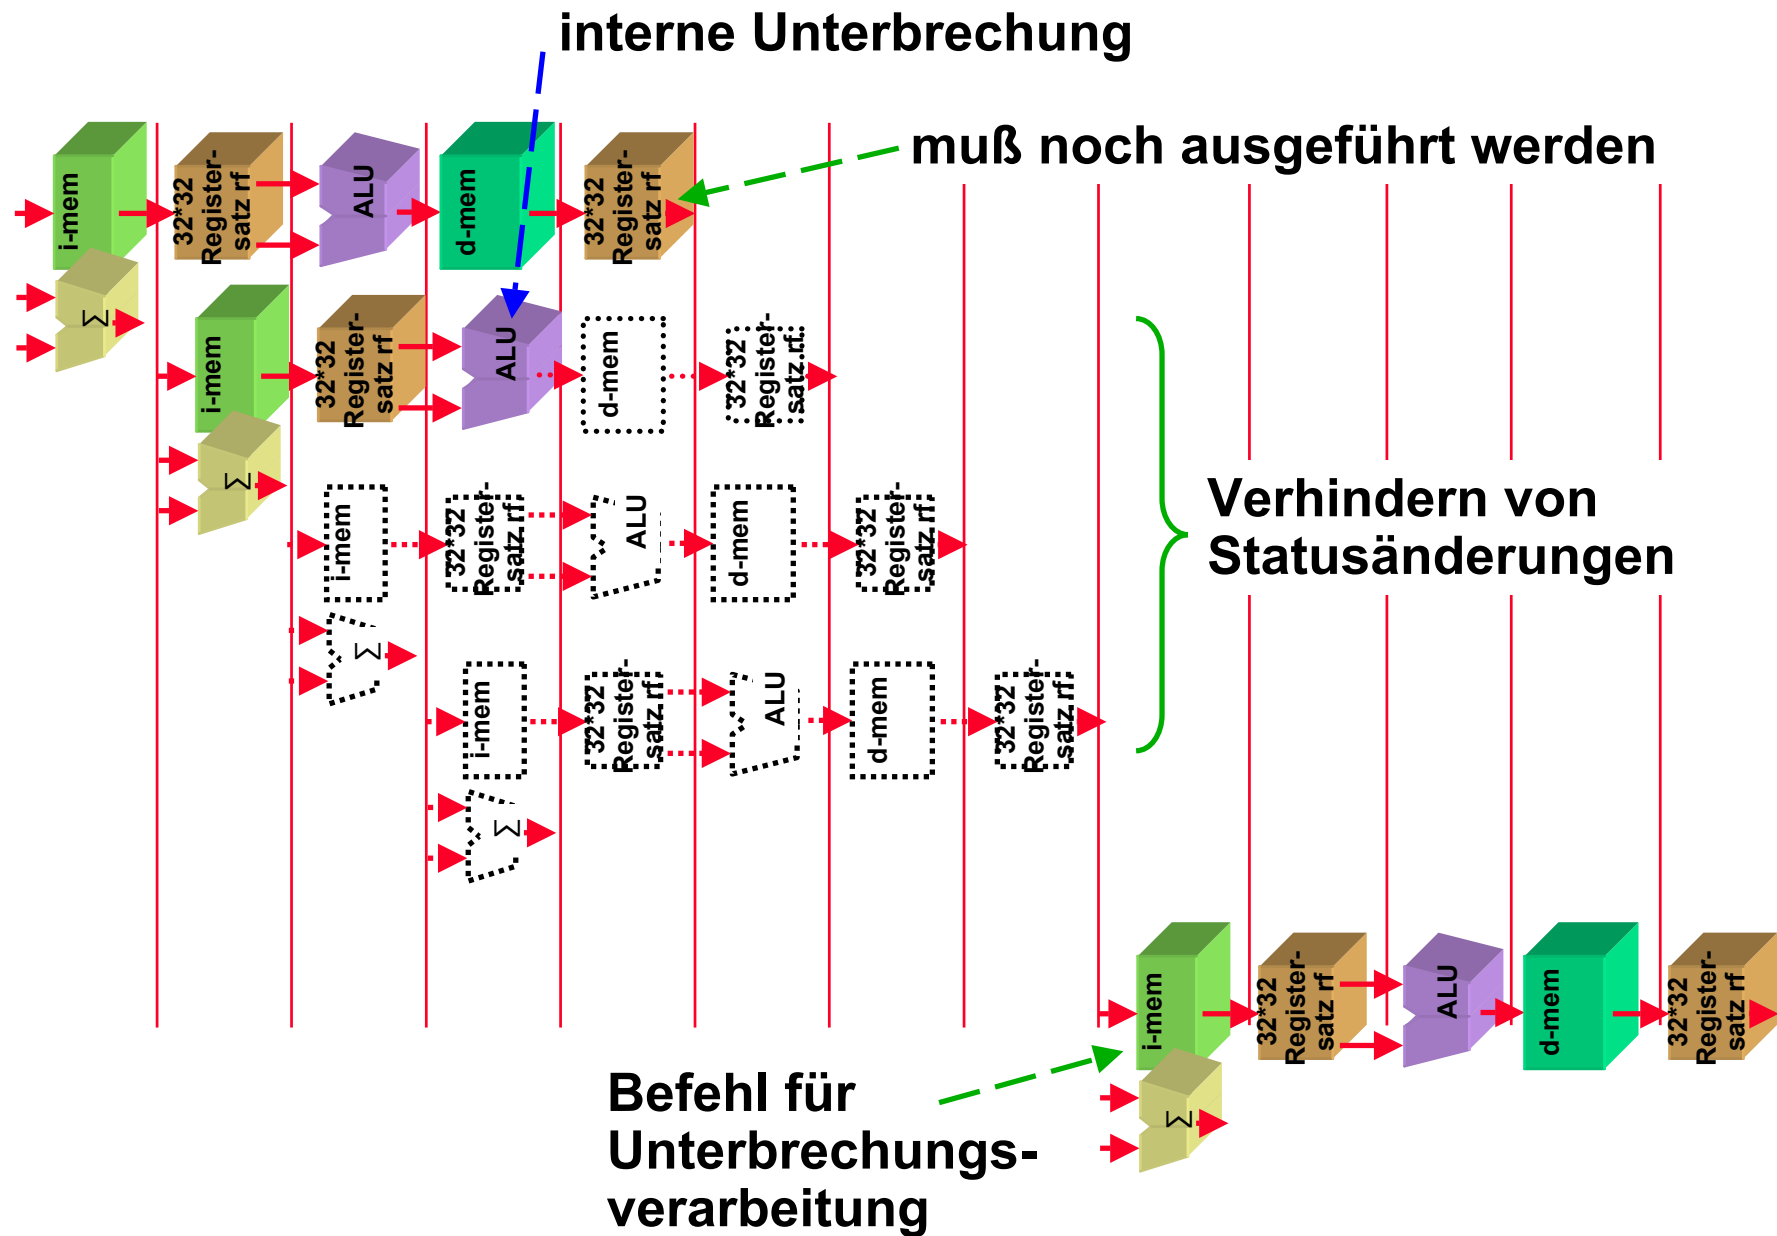 interne Unterbrechung
muß noch ausgeführt werden
i-mem
32*32
Register-
satz rf
ALU
d-mem
32*32
Register-
satz rf
Σ
i-mem
32*32
Register-
satz rf
ALU
d-mem
32*32
Register-
satz rf
Σ
i-mem
32*32
Register-
satz rf
ALU
d-mem
32*32
Register-
satz rf
Σ
Verhindern von
Statusänderungen
i-mem
32*32
Register-
satz rf
ALU
d-mem
32*32
Register-
satz rf
Σ
i-mem
32*32
Register-
satz rf
ALU
d-mem
32*32
Register-
satz rf
Σ
Befehl für
Unterbrechungs-
verarbeitung